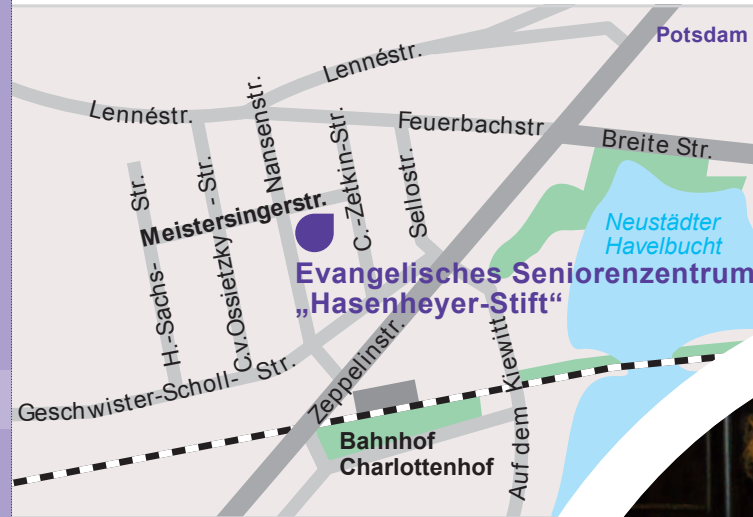 Potsdam
Lennéstr.
Lennéstr.
Feuerbachstr
Breite Str.
Nansenstr.
C.-Zetkin-Str.
Sellostr.
H.-Sachs- Str.
C.v.Ossietzky - Str.
Meistersingerstr.
Neustädter
Havelbucht
Evangelisches Seniorenzentrum
„Hasenheyer-Stift“
Geschwister-Scholl- Str.
Zeppelinstr.
Auf dem Kiewitt
Bahnhof
Charlottenhof